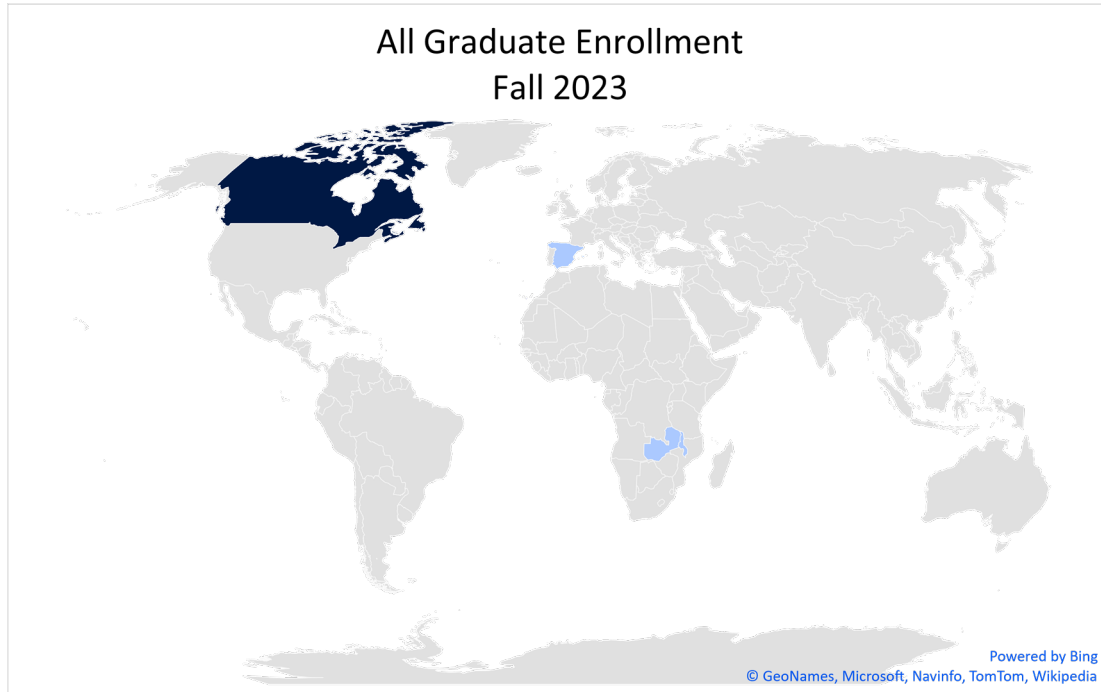 All Graduate Enrollment
Fall 2023
Powered by Bing
© GeoNames, Microsoft, Navinfo, TomTom, Wikipedia